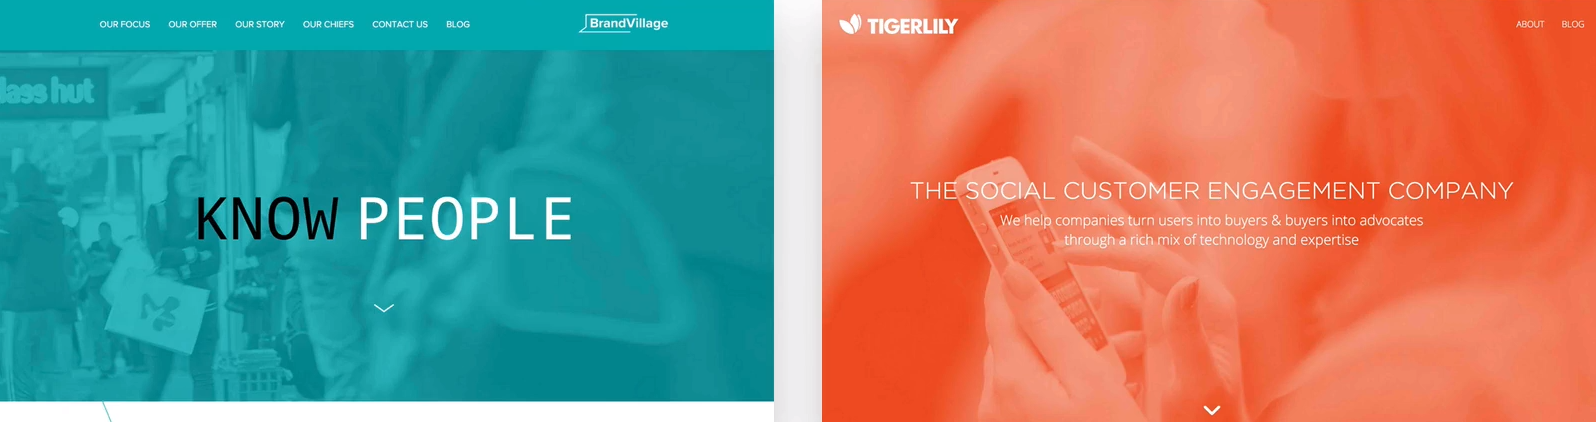 OUR FOCUS OUR OFFER OUR STORY OUR CHIEFS CONTACT US BLOG
BrandVillage
hut
KNOW PEOPLE
TIGERLILY
ABOUT BLOG
THE SOCIAL CUSTOMER ENGAGEMENT COMPANY
We help companies turn users into buyers & buyers into advocates
through a rich mix of technology and expertise